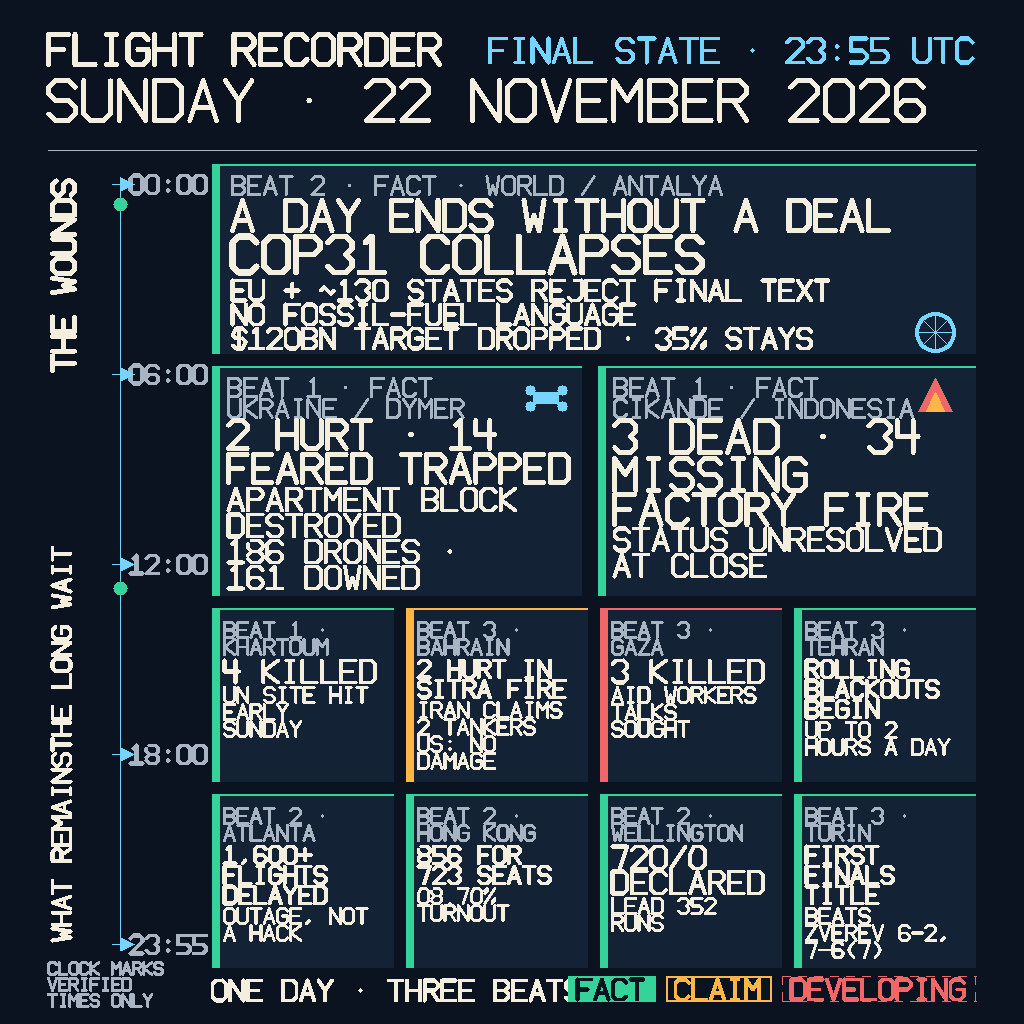 FLIGHT RECORDER
FINAL STATE · 23:55 UTC
SUNDAY · 22 NOVEMBER 2026
THE WOUNDS
THE LONG WAIT
WHAT REMAINS
00:00
06:00
12:00
18:00
23:55
BEAT 2 · FACT · WORLD / ANTALYA
A DAY ENDS WITHOUT A DEAL
COP31 COLLAPSES
EU + ~130 STATES REJECT FINAL TEXT
NO FOSSIL-FUEL LANGUAGE
$120BN TARGET DROPPED · 35% STAYS
BEAT 1 · FACT
UKRAINE / DYMER
2 HURT · 14
FEARED TRAPPED
APARTMENT BLOCK
DESTROYED
186 DRONES ·
161 DOWNED
BEAT 1 · FACT
CIKANDE / INDONESIA
3 DEAD · 34
MISSING
FACTORY FIRE
STATUS UNRESOLVED
AT CLOSE
BEAT 1 ·
KHARTOUM
4 KILLED
UN SITE HIT
EARLY
SUNDAY
BEAT 3 ·
BAHRAIN
2 HURT IN
SITRA FIRE
IRAN CLAIMS
2 TANKERS
US: NO
DAMAGE
BEAT 3 ·
GAZA
3 KILLED
AID WORKERS
TALKS
SOUGHT
BEAT 3 ·
TEHRAN
ROLLING
BLACKOUTS
BEGIN
UP TO 2
HOURS A DAY
BEAT 2 ·
ATLANTA
1,600+
FLIGHTS
DELAYED
OUTAGE, NOT
A HACK
BEAT 2 ·
HONG KONG
856 FOR
723 SEATS
08 70%
TURNOUT
BEAT 2 ·
WELLINGTON
720/0
DECLARED
LEAD 352
RUNS
BEAT 3 ·
TURIN
FIRST
FINALS
TITLE
BEATS
ZVEREV 6-2,
7-6(7)
CLOCK MARKS
VERIFIED
TIMES ONLY
ONE DAY · THREE BEATS
FACT
CLAIM
DEVELOPING